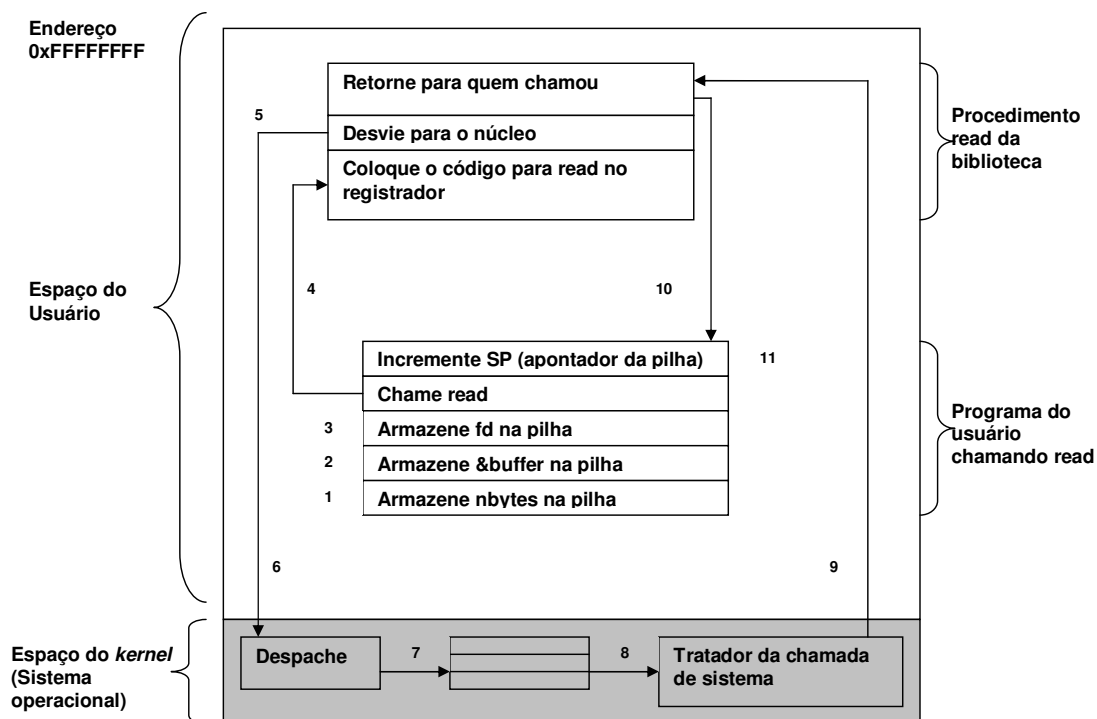 Endereço
0xFFFFFFFF
Retorne para quem chamou
5
Desvie para o núcleo
Coloque o código para read no
registrador
Procedimento
read da
biblioteca
Espaço do
Usuário
4
10
Incremente SP (apontador da pilha)
11
Chame read
3
Armazene fd na pilha
2
Armazene &buffer na pilha
1
Armazene nbytes na pilha
Programa do
usuário
chamando read
6
9
Espaço do kernel
(Sistema
operacional)
Despache
7
8
Tratador da chamada
de sistema